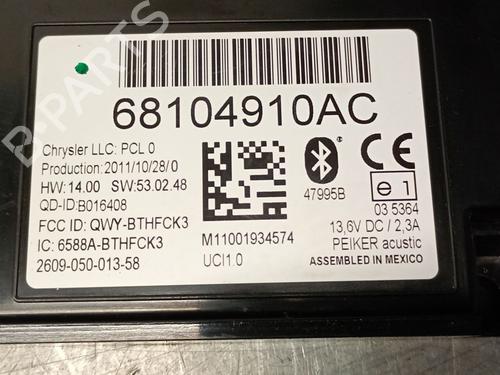 68104910AC
Chrysler LLC: PCL 0
Production: 2011/10/28/0
HW: 14.00 SW:53.02.48
QD-ID:B016408
FCC ID: QWY-BTHFCK3
IC: 6588A-BTHFCK3
2609-050-013-58
M11001934574
UCI1.0
47995B
CE
e1
03 5364
13,6V DC / 2,3A
PEIKER acustic
ASSEMBLED IN MEXICO
B-PARTS